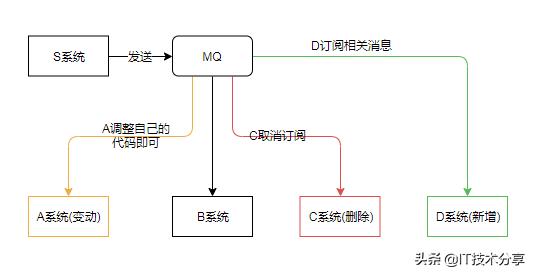 D订阅相关消息
S系统
发送
MQ
A调整自己的
代码即可
C取消订阅
A系统(变动)
B系统
C系统(删除)
D系统(新增)
头条 @IT技术分享